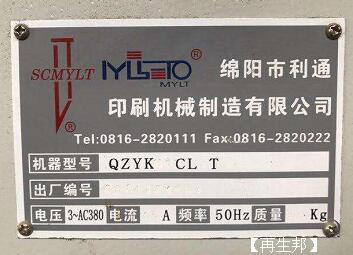 SCMYLT
MYLT
®
®
绵阳市利通
印刷机械制造有限公司
Tel:0816-2820111 Fax:0816-2820222
机器型号 QZYK CL T
出厂编号
电压 3~AC380 电流 A 频率 50Hz 质量 Kg
【再生邦】